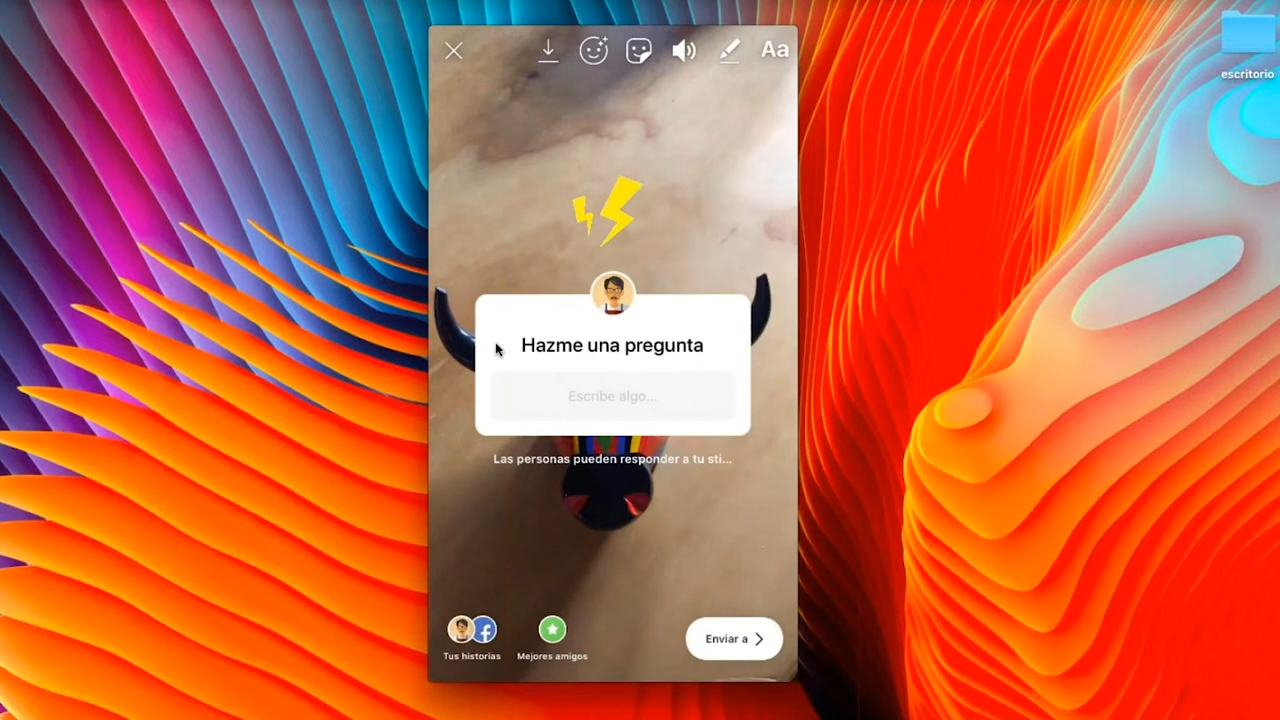 Aa
escritorio
Hazme una pregunta
Escribe algo...
Las personas pueden responder a tu sti...
Tus historias
Mejores amigos
Enviar a